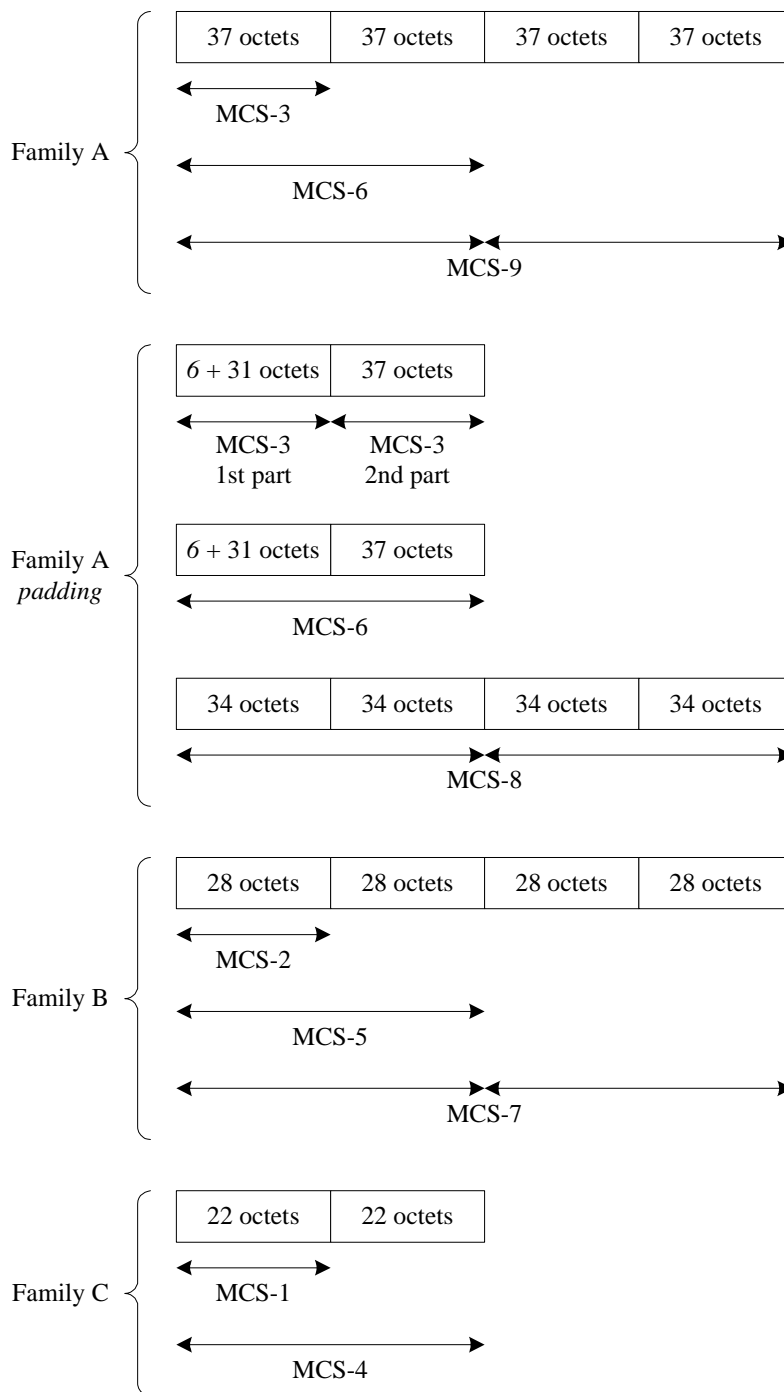 37 octets 37 octets 37 octets 37 octets
MCS-3
Family A
MCS-6
MCS-9
6 + 31 octets 37 octets
MCS-3 MCS-3
1st part 2nd part
6 + 31 octets 37 octets
Family A
padding
MCS-6
34 octets 34 octets 34 octets 34 octets
MCS-8
28 octets 28 octets 28 octets 28 octets
MCS-2
Family B
MCS-5
MCS-7
22 octets 22 octets
MCS-1
Family C
MCS-4